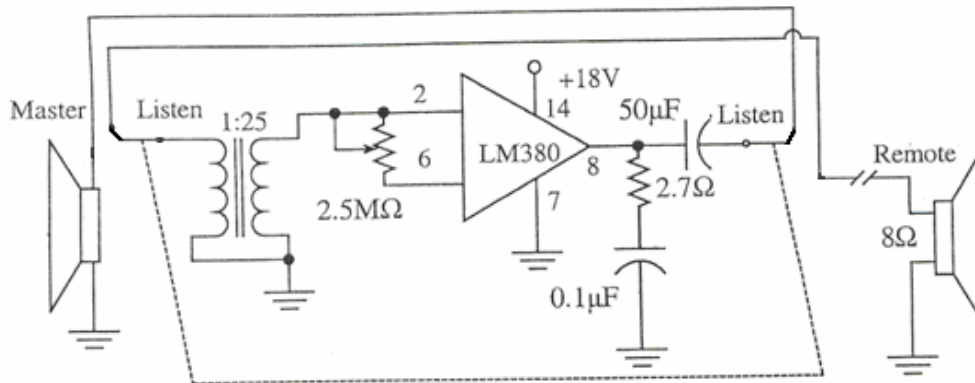 Master
Listen
1:25
2
6
2.5MΩ
LM380
+18V
14
8
7
50μF
Listen
2.7Ω
0.1μF
Remote
8Ω